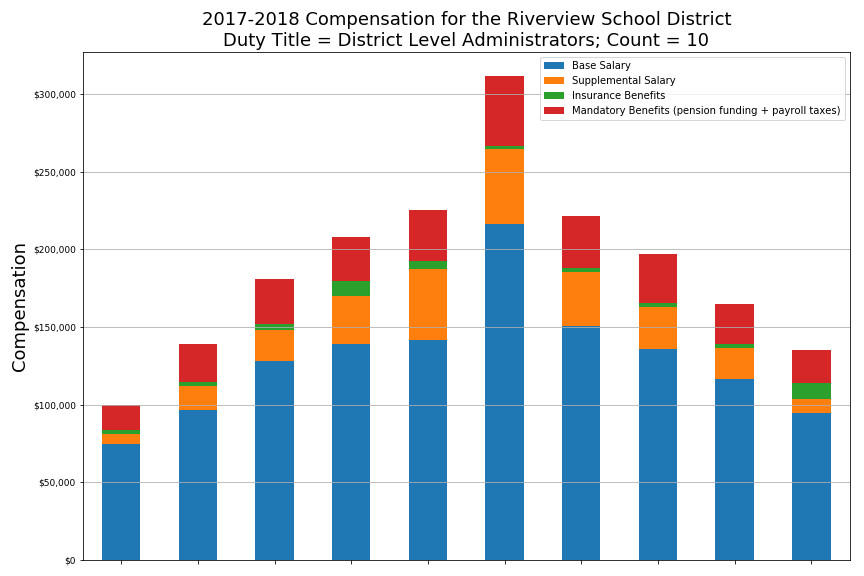 2017-2018 Compensation for the Riverview School District
Duty Title = District Level Administrators; Count = 10
Base Salary
Supplemental Salary
Insurance Benefits
Mandatory Benefits (pension funding + payroll taxes)
Compensation
$300,000
$250,000
$200,000
$150,000
$100,000
$50,000
$0